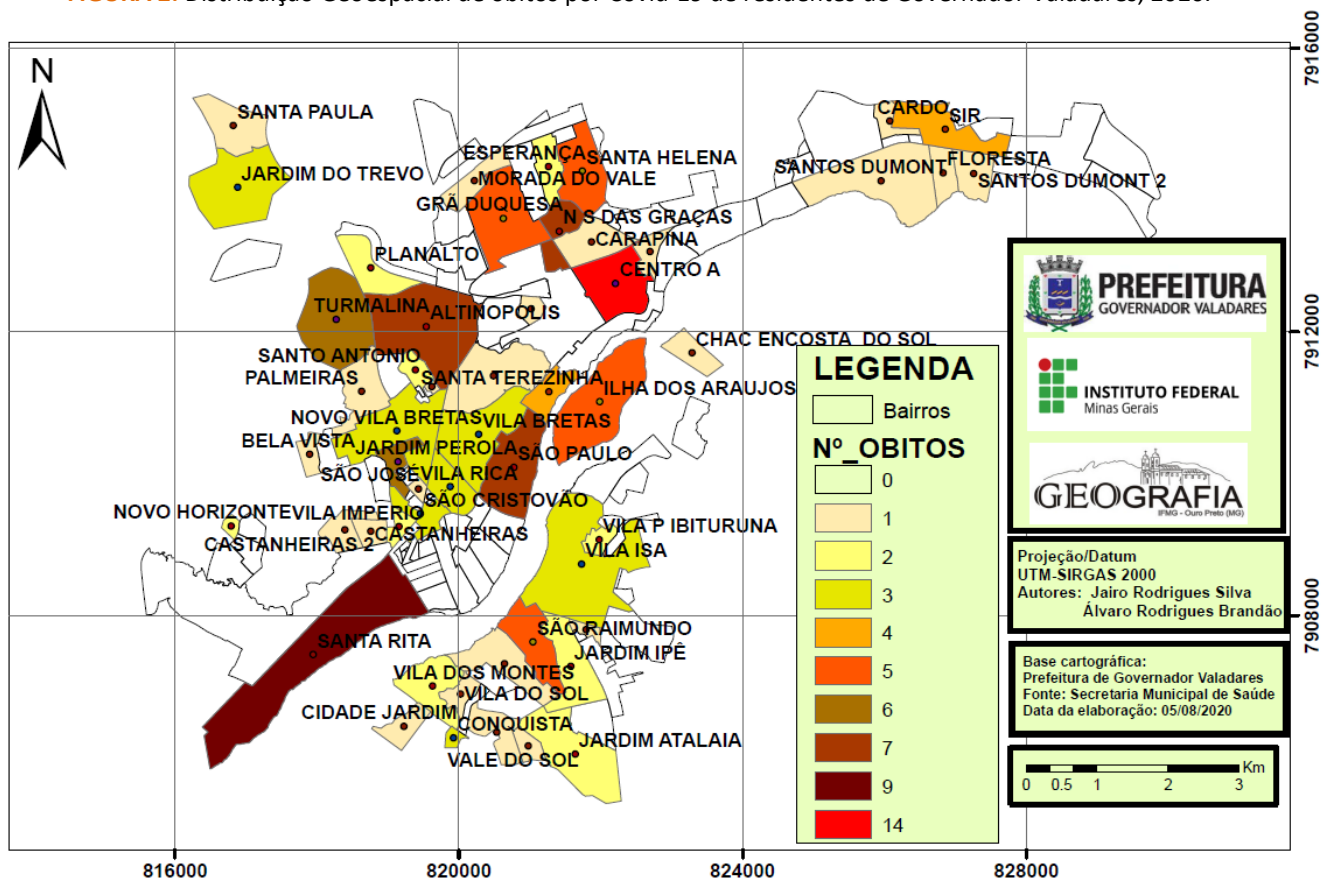 FIGURA 2. Distribuição Geoespacial de óbitos por Covid-19 de residentes de Governador Valadares, 2020.
7916000
N
SANTA PAULA
CARDO
SIR
ESPERANÇA
SANTA HELENA
SANTOS DUMONT
FLORESTA
JARDIM DO TREVO
MORADA DO VALE
SANTOS DUMONT 2
GRÃ DUQUESA
N S DAS GRAÇAS
CARAPINA
PLANALTO
CENTRO A
TURMALINA
ALTINOPOLIS
7912000
CHAC ENCOSTA DO SOL
SANTO ANTONIO
PALMEIRAS
SANTA TEREZINHA
ILHA DOS ARAUJOS
NOVO VILA BRETAS
VILA BRETAS
BELA VISTA
JARDIM PEROLA
SÃO PAULO
SÃO JOSÉ
VILA RICA
SÃO CRISTOVÃO
NOVO HORIZONTE
VILA IMPERIO
VILA P IBITURUNA
CASTANHEIRAS 2
CASTANHEIRAS
VILA ISA
7908000
SÃO RAIMUNDO
SANTA RITA
JARDIM IPÊ
VILA DOS MONTES
VILA DO SOL
CIDADE JARDIM
CONQUISTA
JARDIM ATALAIA
VALE DO SOL
LEGENDA
Bairros
Nº_OBITOS
0
1
2
3
4
5
6
7
9
14
PREFEITURA
GOVERNADOR VALADARES
INSTITUTO FEDERAL
Minas Gerais
GEOGRAFIA
IFMG - Ouro Preto (MG)
Projeção/Datum
UTM-SIRGAS 2000
Autores: Jairo Rodrigues Silva
Álvaro Rodrigues Brandão
Base cartográfica:
Prefeitura de Governador Valadares
Fonte: Secretaria Municipal de Saúde
Data da elaboração: 05/08/2020
Km
0 0.5 1 2 3
816000
820000
824000
828000